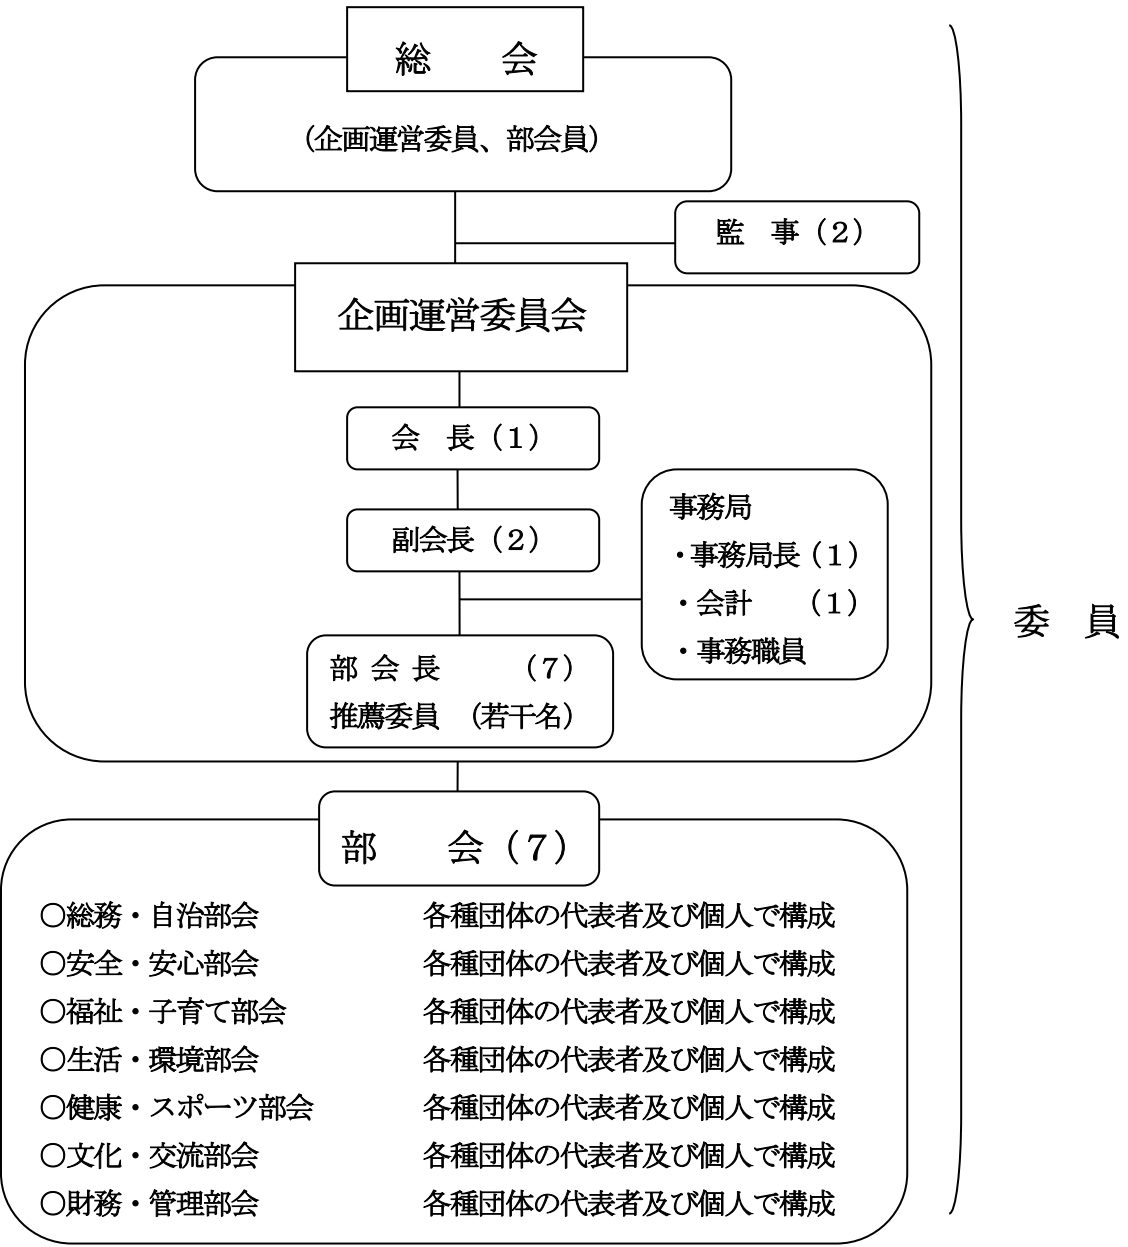 総　　会
（企画運営委員、部会員）
監　事（２）
企画運営委員会
会　長（１）
副会長（２）
事務局
・事務局長（１）
・会計　　（１）
・事務職員
部 会 長　　　（７）
推薦委員　（若干名）
委　員
部　　会（７）
〇総務・自治部会　　　　　　各種団体の代表者及び個人で構成
〇安全・安心部会　　　　　　各種団体の代表者及び個人で構成
〇福祉・子育て部会　　　　　各種団体の代表者及び個人で構成
〇生活・環境部会　　　　　　各種団体の代表者及び個人で構成
〇健康・スポーツ部会　　　　各種団体の代表者及び個人で構成
〇文化・交流部会　　　　　　各種団体の代表者及び個人で構成
〇財務・管理部会　　　　　　各種団体の代表者及び個人で構成